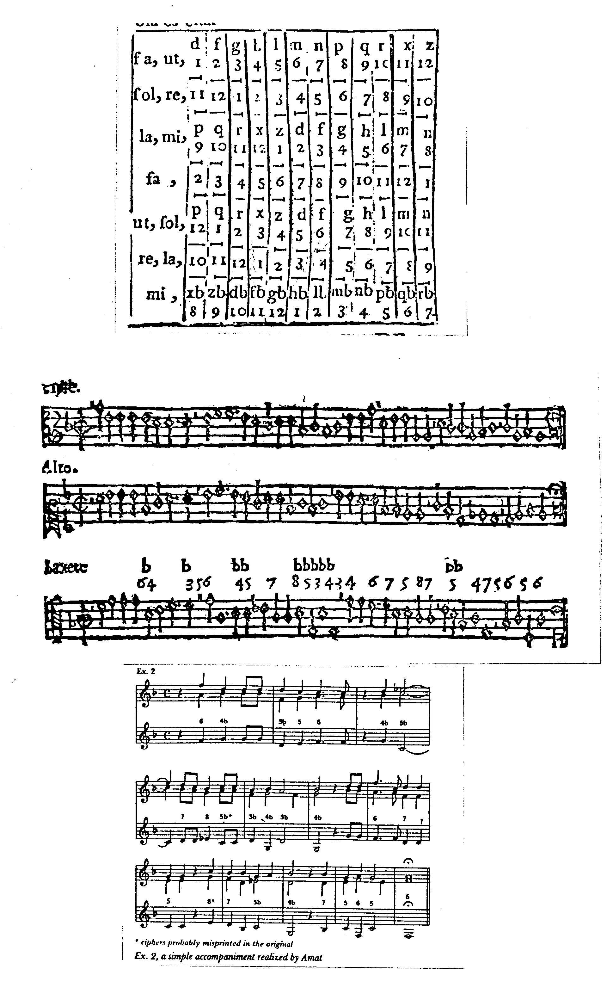 d f g l m n p q r x z
fa, ut, 1 2 3 4 5 6 7 8 9 10 11 12
ſol, re, 11 12 1 2 3 4 5 6 7 8 9 10
p q r x z d f g h l m n
la, mi, 9 10 11 12 1 2 3 4 5 6 7 8
fa, 2 3 4 5 6 7 8 9 10 11 12 1
p q r x z d f g h l m n
ut, ſol, 12 1 2 3 4 5 6 7 8 9 10 11
re, la, 10 11 12 1 2 3 4 5 6 7 8 9
mi, xb zb db fb gb hb mb nb pb qb rb
8 9 10 11 12 1 2 3 4 5 6 7
Alto.
b b bb bbbbb bb
64 356 45 7 853434 6 7 5 87 5 4756 5 6
Ex. 2
6 4b 3b 5 6 4b 5b
7 8 5b* 3b 4b 3b 4b 6 7
5 8* 7 5b 4b 7 5 6 5 6
* ciphers probably misprinted in the original
Ex. 2, a simple accompaniment realized by Amat